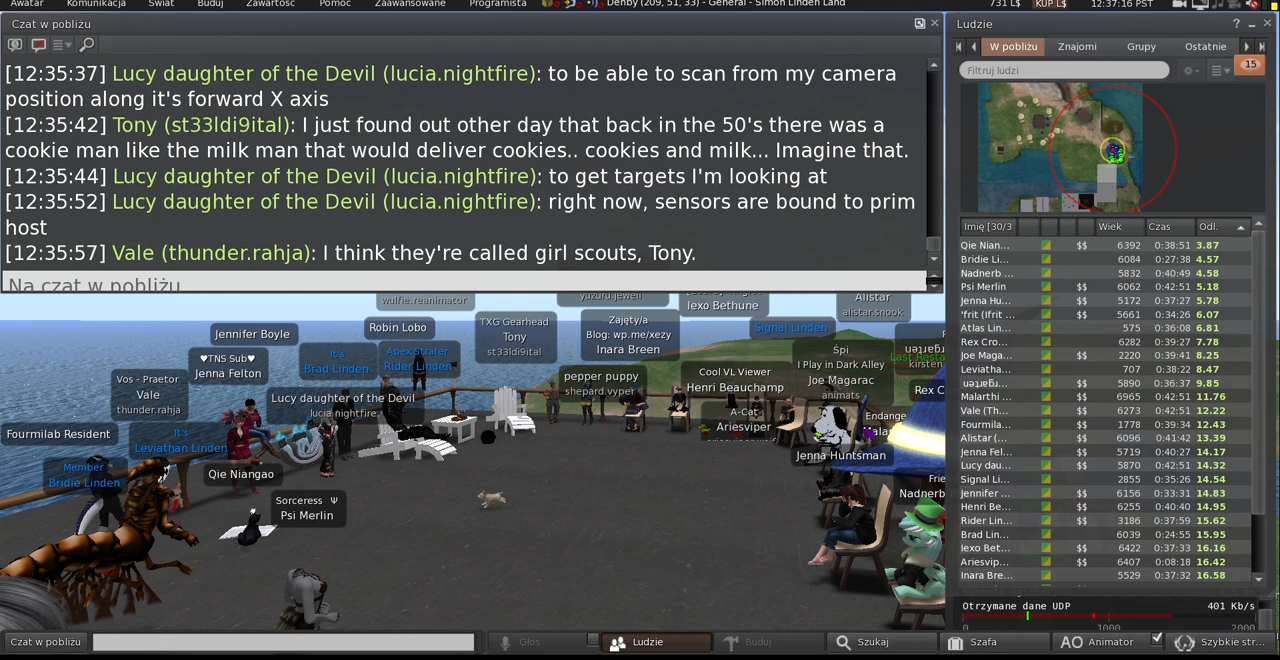 Awatar Komunikacja Świat Buduj Zawartość Pomoc Zaawansowane Programista Denby (209, 51, 33) - General - Simon Linden Land 731 L$ KUP L$ 12:37:16 PST
Czat w pobliżu
[12:35:37] Lucy daughter of the Devil (lucia.nightfire): to be able to scan from my camera
position along it's forward X axis
[12:35:42] Tony (st33ldi9ital): I just found out other day that back in the 50's there was a
cookie man like the milk man that would deliver cookies.. cookies and milk... Imagine that.
[12:35:44] Lucy daughter of the Devil (lucia.nightfire): to get targets I'm looking at
[12:35:52] Lucy daughter of the Devil (lucia.nightfire): right now, sensors are bound to prim
host
[12:35:57] Vale (thunder.rahja): I think they're called girl scouts, Tony.
Na czat w pobliżu
wulfie.reanimator
yuzuru.jewell
Iexo Bethune
Alistar
alistar.snook
Jennifer Boyle
Robin Lobo
TXG Gearhead
Tony
st33ldi9ital
Zajęty/a
Blog: wp.me/xezy
Inara Breen
Signal Linden
♥TNS Sub♥
Jenna Felton
It's
Brad Linden
Apex Strafer
Rider Linden
Śpi
I Play in Dark Alley
Joe Magarac
animats
Last Resta
kirsten
Vos - Praetor
Vale
thunder.rahja
Lucy daughter of the Devil
lucia.nightfire
pepper puppy
shepard.vyper
Cool VL Viewer
Henri Beauchamp
Rex C
A-Cat
Ariesviper
Endange
Mala
Fourmilab Resident
It's
Leviathan Linden
Jenna Huntsman
Member
Bridie Linden
Qie Niangao
Frie
Nadnerb
Sorceress Ψ
Psi Merlin
Ludzie
W pobliżu Znajomi Grupy Ostatnie
Filtruj ludzi
15
Imię [30/3 Wiek Czas Odl.
Qie Nian... $$ 6392 0:38:51 3.87
Bridie Li... 6084 0:27:38 4.57
Nadnerb ... 5832 0:40:49 4.58
Psi Merlin $$ 6062 0:42:51 5.18
Jenna Hu... $$ 5172 0:37:27 5.78
'frit (Ifrit ... $$ 5661 0:34:26 6.07
Atlas Lin... 575 0:36:08 6.81
Rex Cro... 6282 0:39:27 7.78
Joe Maga... $$ 2220 0:39:41 8.25
Leviatha... 707 0:38:22 8.47
$$ 5890 0:36:37 9.85
Malarthi ... $$ 6965 0:42:51 11.76
Vale (Th... $$ 6273 0:42:51 12.22
Fourmila... 1778 0:39:34 12.43
Alistar (... $$ 6096 0:41:42 13.39
Jenna Fel... 5719 0:40:27 14.17
Lucy dau... $$ 5870 0:42:51 14.32
Signal Li... 2855 0:35:26 14.54
Jennifer ... $$ 6156 0:33:31 14.83
Henri Be... $$ 6255 0:40:40 14.95
Rider Lin... $$ 3186 0:37:59 15.62
Brad Lin... 6039 0:24:55 15.95
Iexo Bet... $$ 6422 0:37:33 16.16
Ariesvip... $$ 6407 0:08:18 16.42
Inara Bre... 5529 0:37:32 16.58
Otrzymane dane UDP 401 Kb/s
0 1000 2000
Czat w pobliżu Głos Ludzie Buduj Szukaj Szafa AO Animator Szybkie str...